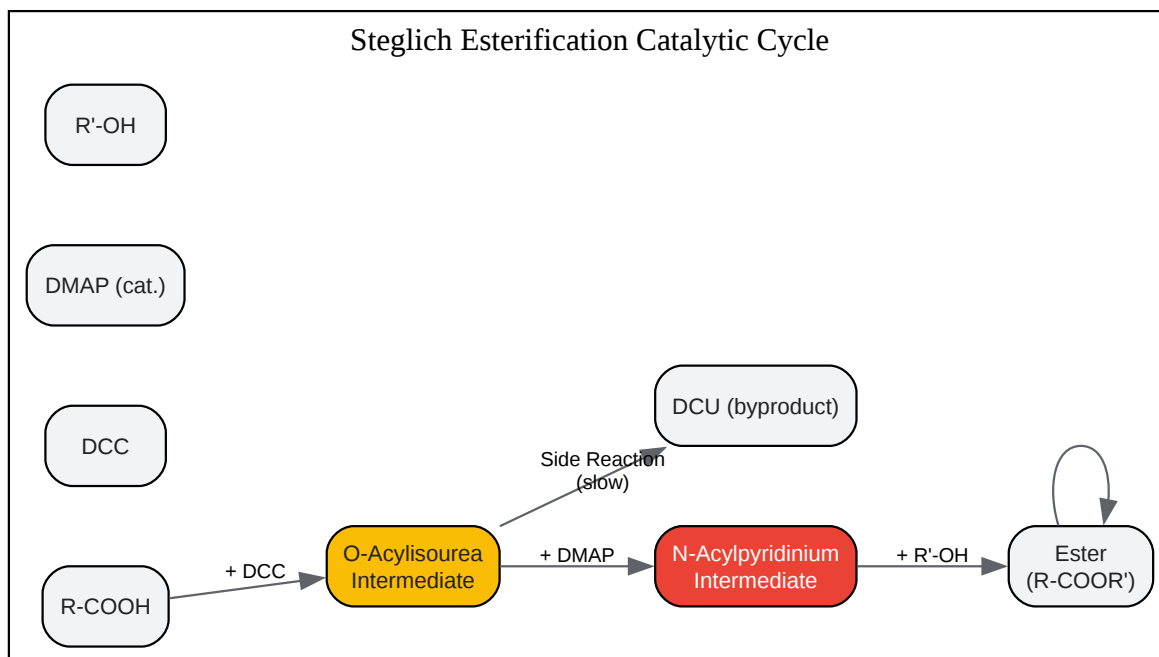 Steglich Esterification Catalytic Cycle
R'-OH
DMAP (cat.)
DCC
R-COOH
+ DCC
O-Acylisourea
Intermediate
Side Reaction
(slow)
DCU (byproduct)
+ DMAP
N-Acylpyridinium
Intermediate
+ R'-OH
Ester
(R-COOR')